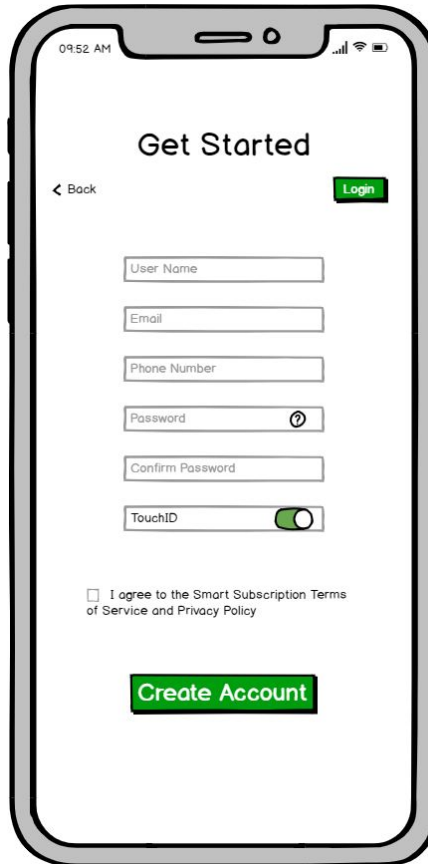 09:52 AM
Get Started
Back
Login
User Name
Email
Phone Number
Password ?
Confirm Password
TouchID
I agree to the Smart Subscription Terms
of Service and Privacy Policy
Create Account